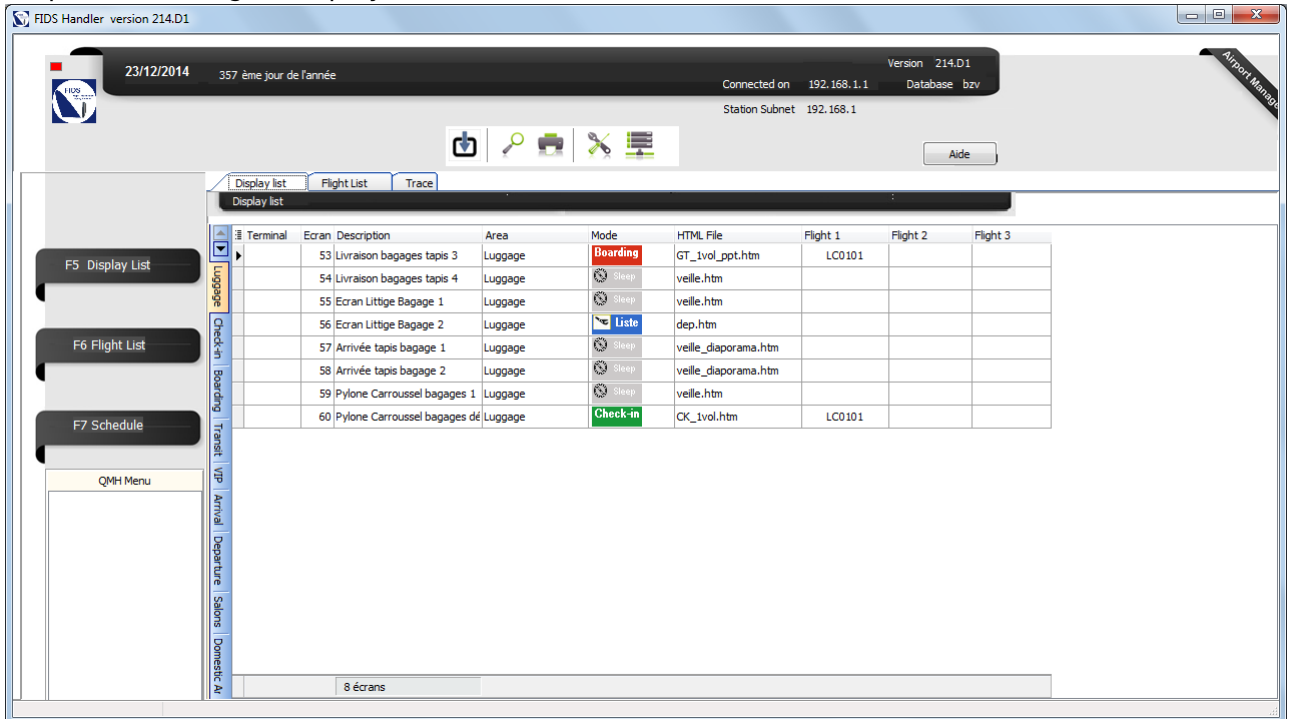 FIDS Handler version 214.D1
Airport Manage
23/12/2014 357 ème jour de l'année Version 214.D1
Connected on 192.168.1.1 Database bzv
FIDS
Station Subnet 192.168.1
Aide
Display list Flight List Trace
Display list
Terminal Ecran Description Area Mode HTML File Flight 1 Flight 2 Flight 3
53 Livraison bagages tapis 3 Luggage Boarding GT_1vol_ppt.htm LC0101
54 Livraison bagages tapis 4 Luggage Sleep veille.htm
55 Ecran Littige Bagage 1 Luggage Sleep veille.htm
56 Ecran Littige Bagage 2 Luggage Liste dep.htm
57 Arrivée tapis bagage 1 Luggage Sleep veille_diaporama.htm
58 Arrivée tapis bagage 2 Luggage Sleep veille_diaporama.htm
59 Pylone Carroussel bagages 1 Luggage Sleep veille.htm
60 Pylone Carroussel bagages dé Luggage Check-in CK_1vol.htm LC0101
8 écrans
F5 Display List
F6 Flight List
F7 Schedule
QMH Menu
Luggage
Check-in
Boarding
Transit
VIP
Arrival
Departure
Salons
Domestic Ar